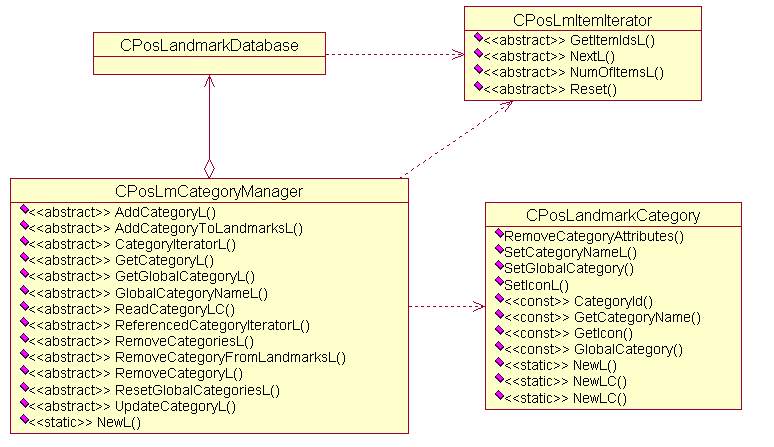 CPosLandmarkDatabase
CPosLmItemIterator
<<abstract>> GetItemIdsL()
<<abstract>> NextL()
<<abstract>> NumOfItemsL()
<<abstract>> Reset()
CPosLmCategoryManager
<<abstract>> AddCategoryL()
<<abstract>> AddCategoryToLandmarksL()
<<abstract>> CategoryIteratorL()
<<abstract>> GetCategoryL()
<<abstract>> GetGlobalCategoryL()
<<abstract>> GlobalCategoryNameL()
<<abstract>> ReadCategoryLC()
<<abstract>> ReferencedCategoryIteratorL()
<<abstract>> RemoveCategoriesL()
<<abstract>> RemoveCategoryFromLandmarksL()
<<abstract>> RemoveCategoryL()
<<abstract>> ResetGlobalCategoriesL()
<<abstract>> UpdateCategoryL()
<<static>> NewL()
CPosLandmarkCategory
RemoveCategoryAttributes()
SetCategoryNameL()
SetGlobalCategory()
SetIconL()
<<const>> CategoryId()
<<const>> GetCategoryName()
<<const>> GetIcon()
<<const>> GlobalCategory()
<<static>> NewL()
<<static>> NewLC()
<<static>> NewLC()